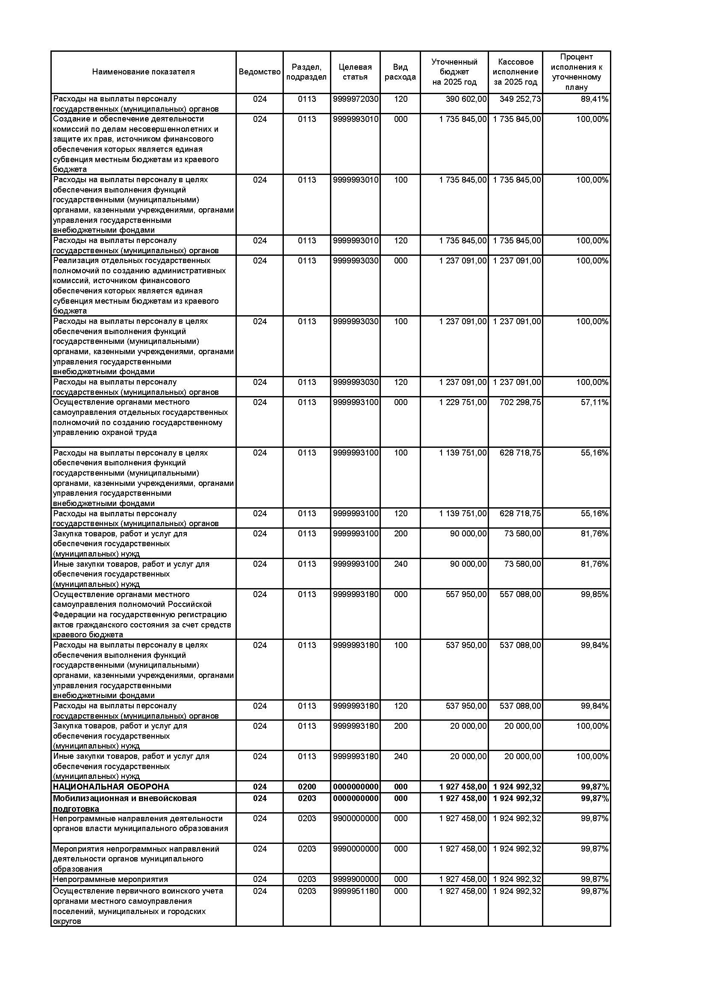 Наименование показателя Ведомство Раздел, подраздел Целевая статья Вид расхода Уточненный бюджет на 2025 год Кассовое исполнение за 2025 год Процент исполнения к уточненному плану
Расходы на выплаты персоналу 024 0113 9999972030 120 390 602,00 349 252,73 89,41%
государственных (муниципальных) органов
Создание и обеспечение деятельности 024 0113 9999993010 000 1 735 845,00 1 735 845,00 100,00%
комиссий по делам несовершеннолетних и
защите их прав, источником финансового
обеспечения которых является единая
субвенция местным бюджетам из краевого
бюджета
Расходы на выплаты персоналу в целях 024 0113 9999993010 100 1 735 845,00 1 735 845,00 100,00%
обеспечения выполнения функций
государственными (муниципальными)
органами, казенными учреждениями, органами
управления государственными
внебюджетными фондами
Расходы на выплаты персоналу 024 0113 9999993010 120 1 735 845,00 1 735 845,00 100,00%
государственных (муниципальных) органов
Реализация отдельных государственных 024 0113 9999993030 000 1 237 091,00 1 237 091,00 100,00%
полномочий по созданию административных
комиссий, источником финансового
обеспечения которых является единая
субвенция местным бюджетам из краевого
бюджета
Расходы на выплаты персоналу в целях 024 0113 9999993030 100 1 237 091,00 1 237 091,00 100,00%
обеспечения выполнения функций
государственными (муниципальными)
органами, казенными учреждениями, органами
управления государственными
внебюджетными фондами
Расходы на выплаты персоналу 024 0113 9999993030 120 1 237 091,00 1 237 091,00 100,00%
государственных (муниципальных) органов
Осуществление органами местного 024 0113 9999993100 000 1 229 751,00 702 298,75 57,11%
самоуправления отдельных государственных
полномочий по созданию государственному
управлению охраной труда
Расходы на выплаты персоналу в целях 024 0113 9999993100 100 1 139 751,00 628 718,75 55,16%
обеспечения выполнения функций
государственными (муниципальными)
органами, казенными учреждениями, органами
управления государственными
внебюджетными фондами
Расходы на выплаты персоналу 024 0113 9999993100 120 1 139 751,00 628 718,75 55,16%
государственных (муниципальных) органов
Закупка товаров, работ и услуг для 024 0113 9999993100 200 90 000,00 73 580,00 81,76%
обеспечения государственных
(муниципальных) нужд
Иные закупки товаров, работ и услуг для 024 0113 9999993100 240 90 000,00 73 580,00 81,76%
обеспечения государственных
(муниципальных) нужд
Осуществление органами местного 024 0113 9999993180 000 557 950,00 557 088,00 99,85%
самоуправления полномочий Российской
Федерации на государственную регистрацию
актов гражданского состояния за счет средств
краевого бюджета
Расходы на выплаты персоналу в целях 024 0113 9999993180 100 537 950,00 537 088,00 99,84%
обеспечения выполнения функций
государственными (муниципальными)
органами, казенными учреждениями, органами
управления государственными
внебюджетными фондами
Расходы на выплаты персоналу 024 0113 9999993180 120 537 950,00 537 088,00 99,84%
государственных (муниципальных) органов
Закупка товаров, работ и услуг для 024 0113 9999993180 200 20 000,00 20 000,00 100,00%
обеспечения государственных
(муниципальных) нужд
Иные закупки товаров, работ и услуг для 024 0113 9999993180 240 20 000,00 20 000,00 100,00%
обеспечения государственных
(муниципальных) нужд
НАЦИОНАЛЬНАЯ ОБОРОНА 024 0200 0000000000 000 1 927 458,00 1 924 992,32 99,87%
Мобилизационная и вневойсковая 024 0203 0000000000 000 1 927 458,00 1 924 992,32 99,87%
подготовка
Непрограммные направления деятельности 024 0203 9900000000 000 1 927 458,00 1 924 992,32 99,87%
органов власти муниципального образования
Мероприятия непрограммных направлений 024 0203 9990000000 000 1 927 458,00 1 924 992,32 99,87%
деятельности органов муниципального
образования
Непрограммные мероприятия 024 0203 9999900000 000 1 927 458,00 1 924 992,32 99,87%
Осуществление первичного воинского учета 024 0203 9999951180 000 1 927 458,00 1 924 992,32 99,87%
органами местного самоуправления
поселений, муниципальных и городских
округов